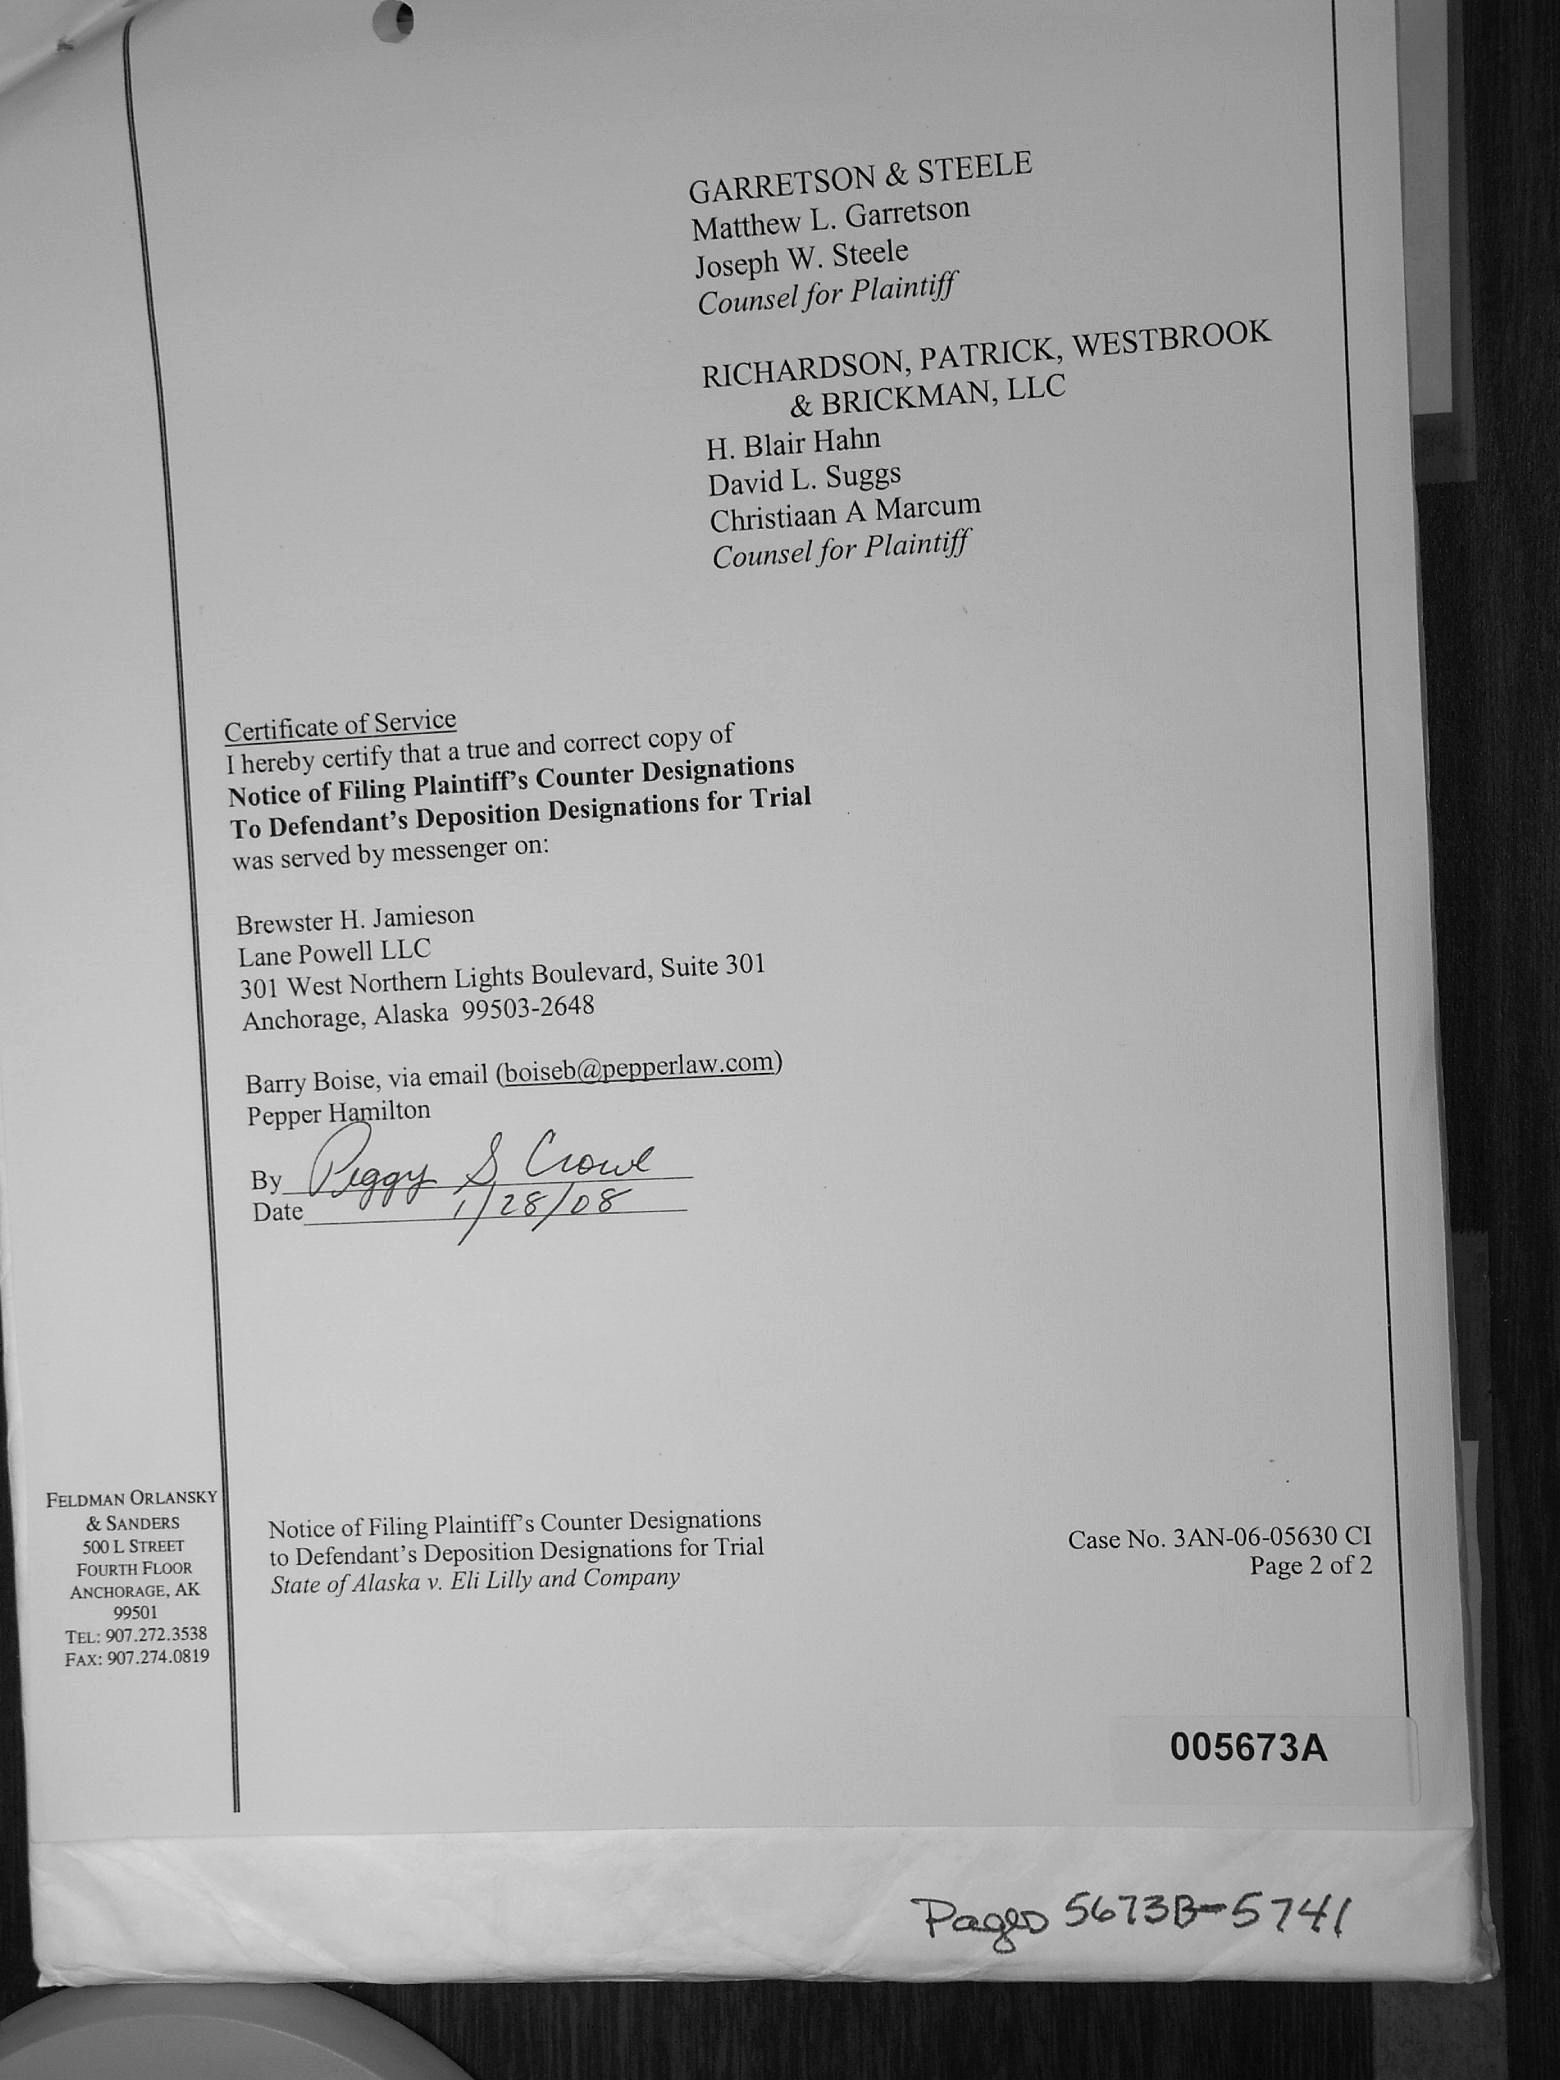 GARRETSON & STEELE
Matthew L. Garretson
Joseph W. Steele
Counsel for Plaintiff
RICHARDSON, PATRICK, WESTBROOK
& BRICKMAN, LLC
H. Blair Hahn
David L. Suggs
Christiaan A Marcum
Counsel for Plaintiff
Certificate of Service
I hereby certify that a true and correct copy of
Notice of Filing Plaintiff's Counter Designations
To Defendant's Deposition Designations for Trial
was served by messenger on:
Brewster H. Jamieson
Lane Powell LLC
301 West Northern Lights Boulevard, Suite 301
Anchorage, Alaska 99503-2648
Barry Boise, via email (boiseb@pepperlaw.com)
Pepper Hamilton
By Peggy S Crowe
Date 1/28/08
FELDMAN ORLANSKY
& SANDERS
500 L STREET
FOURTH FLOOR
ANCHORAGE, AK
99501
TEL: 907.272.3538
FAX: 907.274.0819
Notice of Filing Plaintiff's Counter Designations
to Defendant's Deposition Designations for Trial
State of Alaska v. Eli Lilly and Company
Case No. 3AN-06-05630 CI
Page 2 of 2
005673A
Pages 5673B-5741